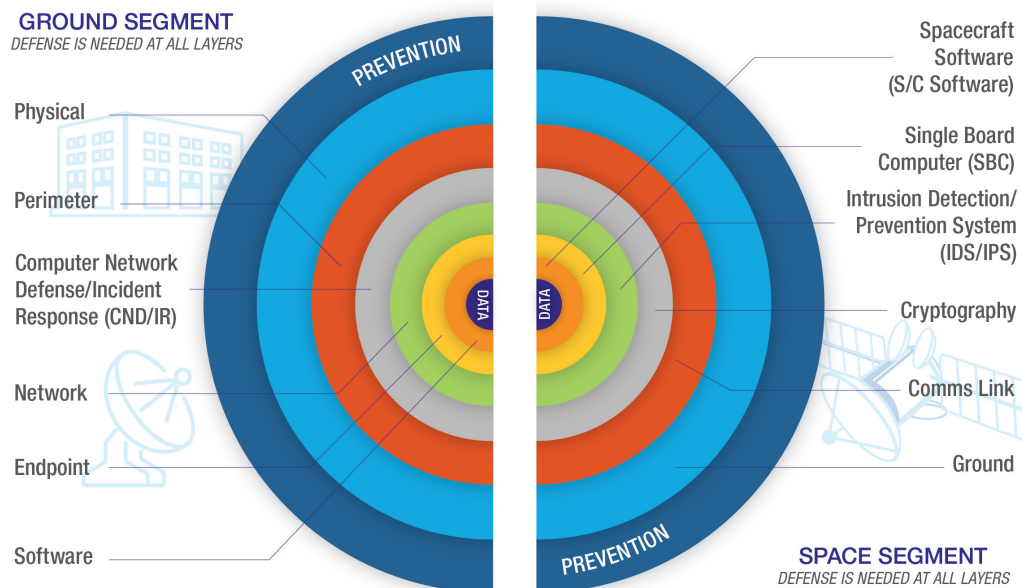 GROUND SEGMENT
DEFENSE IS NEEDED AT ALL LAYERS
PREVENTION
Physical
Perimeter
Computer Network
Defense/Incident
Response (CND/IR)
Network
Endpoint
Software
DATA
DATA
Spacecraft
Software
(S/C Software)
Single Board
Computer (SBC)
Intrusion Detection/
Prevention System
(IDS/IPS)
Cryptography
Comms Link
Ground
PREVENTION
SPACE SEGMENT
DEFENSE IS NEEDED AT ALL LAYERS